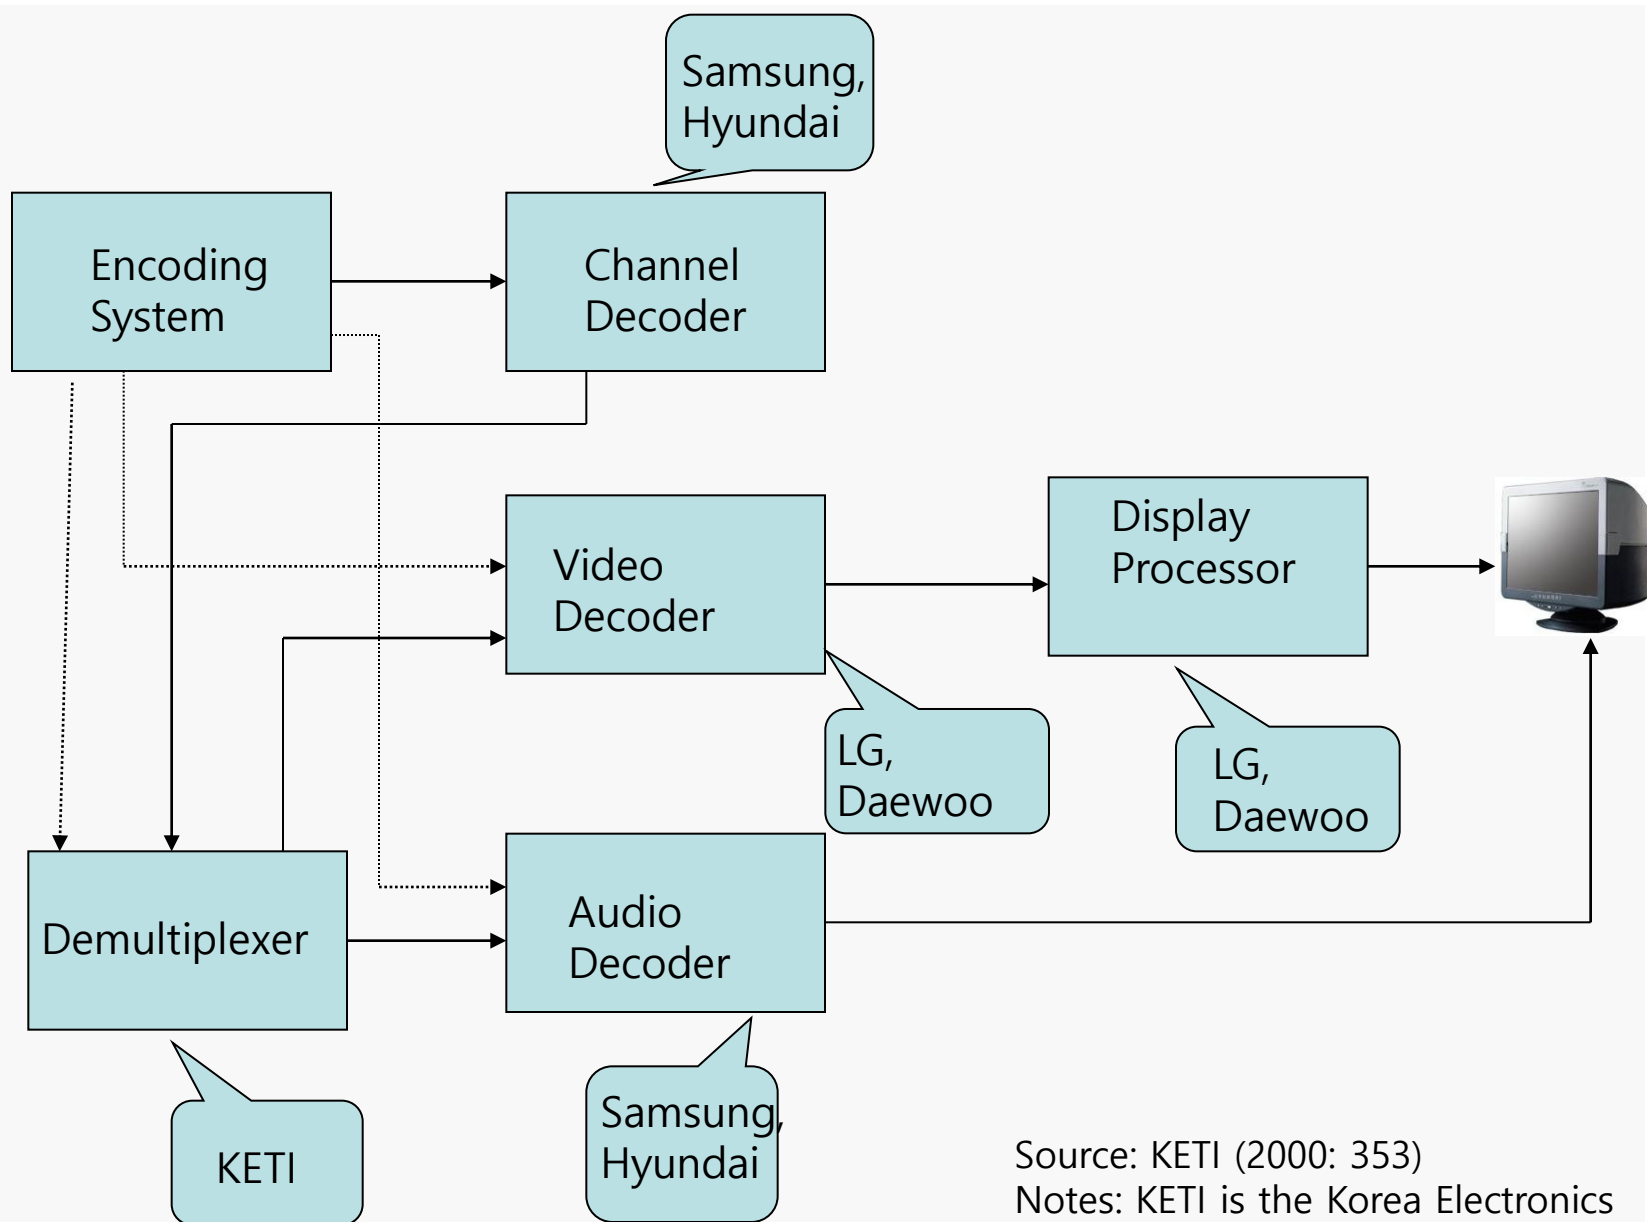 Samsung,
Hyundai
Encoding
System
Channel
Decoder
Video
Decoder
Display
Processor
HYUNDAI
LG,
Daewoo
LG,
Daewoo
Demultiplexer
Audio
Decoder
KETI
Samsung,
Hyundai
Source: KETI (2000: 353)
Notes: KETI is the Korea Electronics